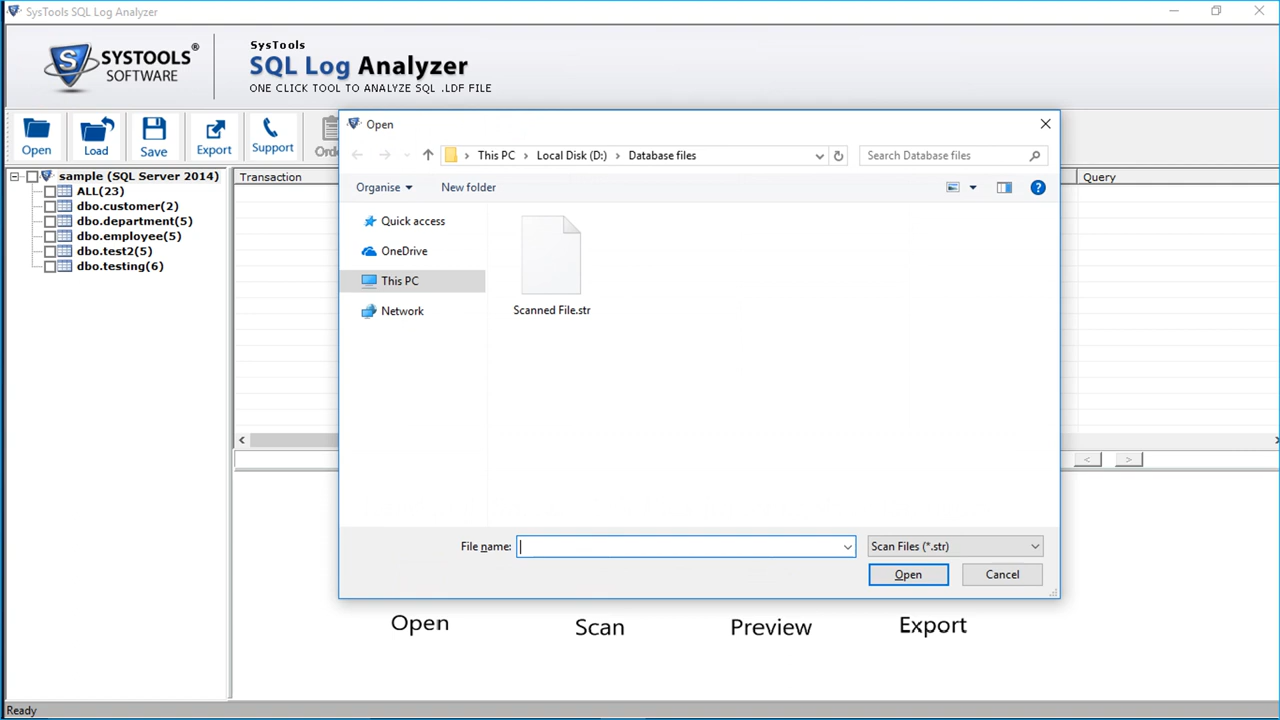 SysTools SQL Log Analyzer
SYSTOOLS®
SOFTWARE
SysTools
SQL Log Analyzer
ONE CLICK TOOL TO ANALYZE SQL .LDF FILE
Open
Load
Save
Export
Support
Orde
sample (SQL Server 2014)
ALL(23)
dbo.customer(2)
dbo.department(5)
dbo.employee(5)
dbo.test2(5)
dbo.testing(6)
Transaction
Query
Open
This PC > Local Disk (D:) > Database files
Search Database files
Organise
New folder
Quick access
OneDrive
This PC
Network
Scanned File.str
File name:
Scan Files (*.str)
Open
Cancel
< >
Open
Scan
Preview
Export
Ready